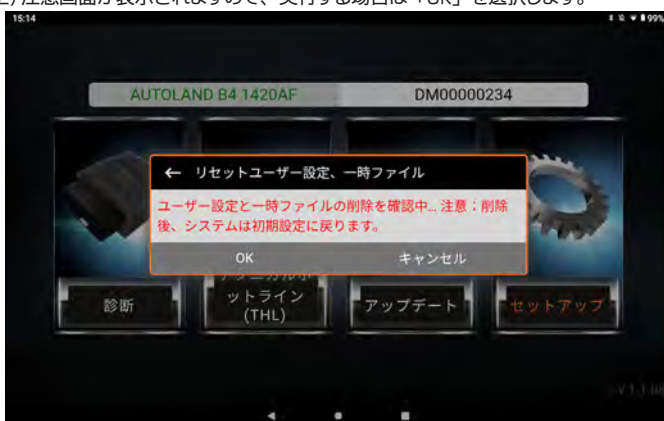 注意画面が表示されますので、実行する場合は「OK」を選択します。
15:14
99%
AUTOLAND B4 1420AF
DM00000234
← リセットユーザー設定、一時ファイル
ユーザー設定と一時ファイルの削除を確認中... 注意：削除
後、システムは初期設定に戻ります。
OK
キャンセル
診断
ットライン
(THL)
アップデート
セットアップ